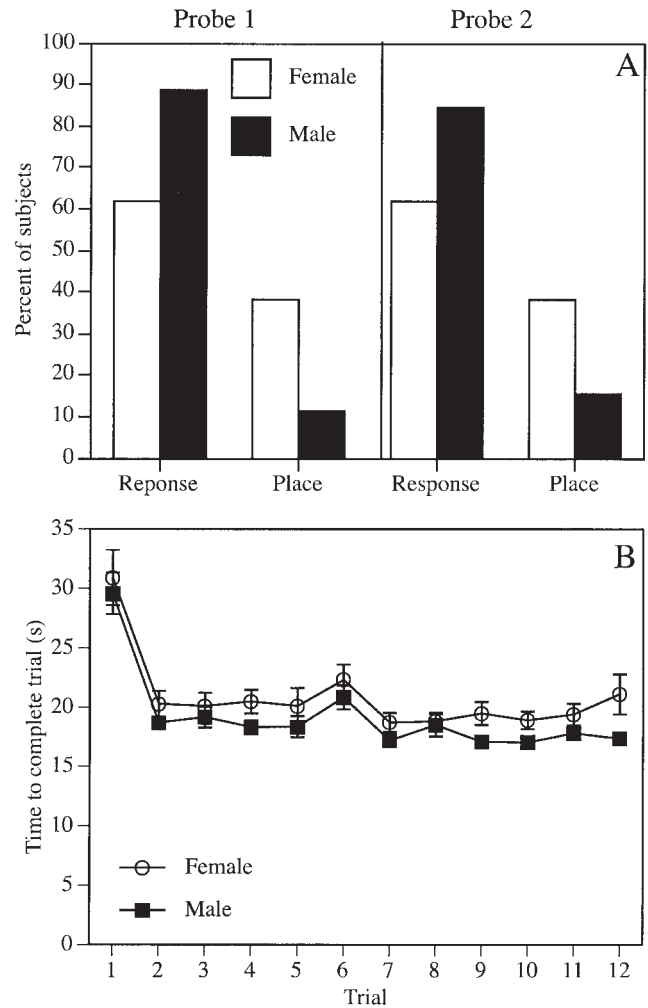 Probe 1 Probe 2
A
Percent of subjects
100
90
80
70
60
50
40
30
20
10
0
Female
Male
Reponse Place Response Place
B
Time to complete trial (s)
35
30
25
20
15
10
5
0
Female
Male
1 2 3 4 5 6 7 8 9 10 11 12
Trial